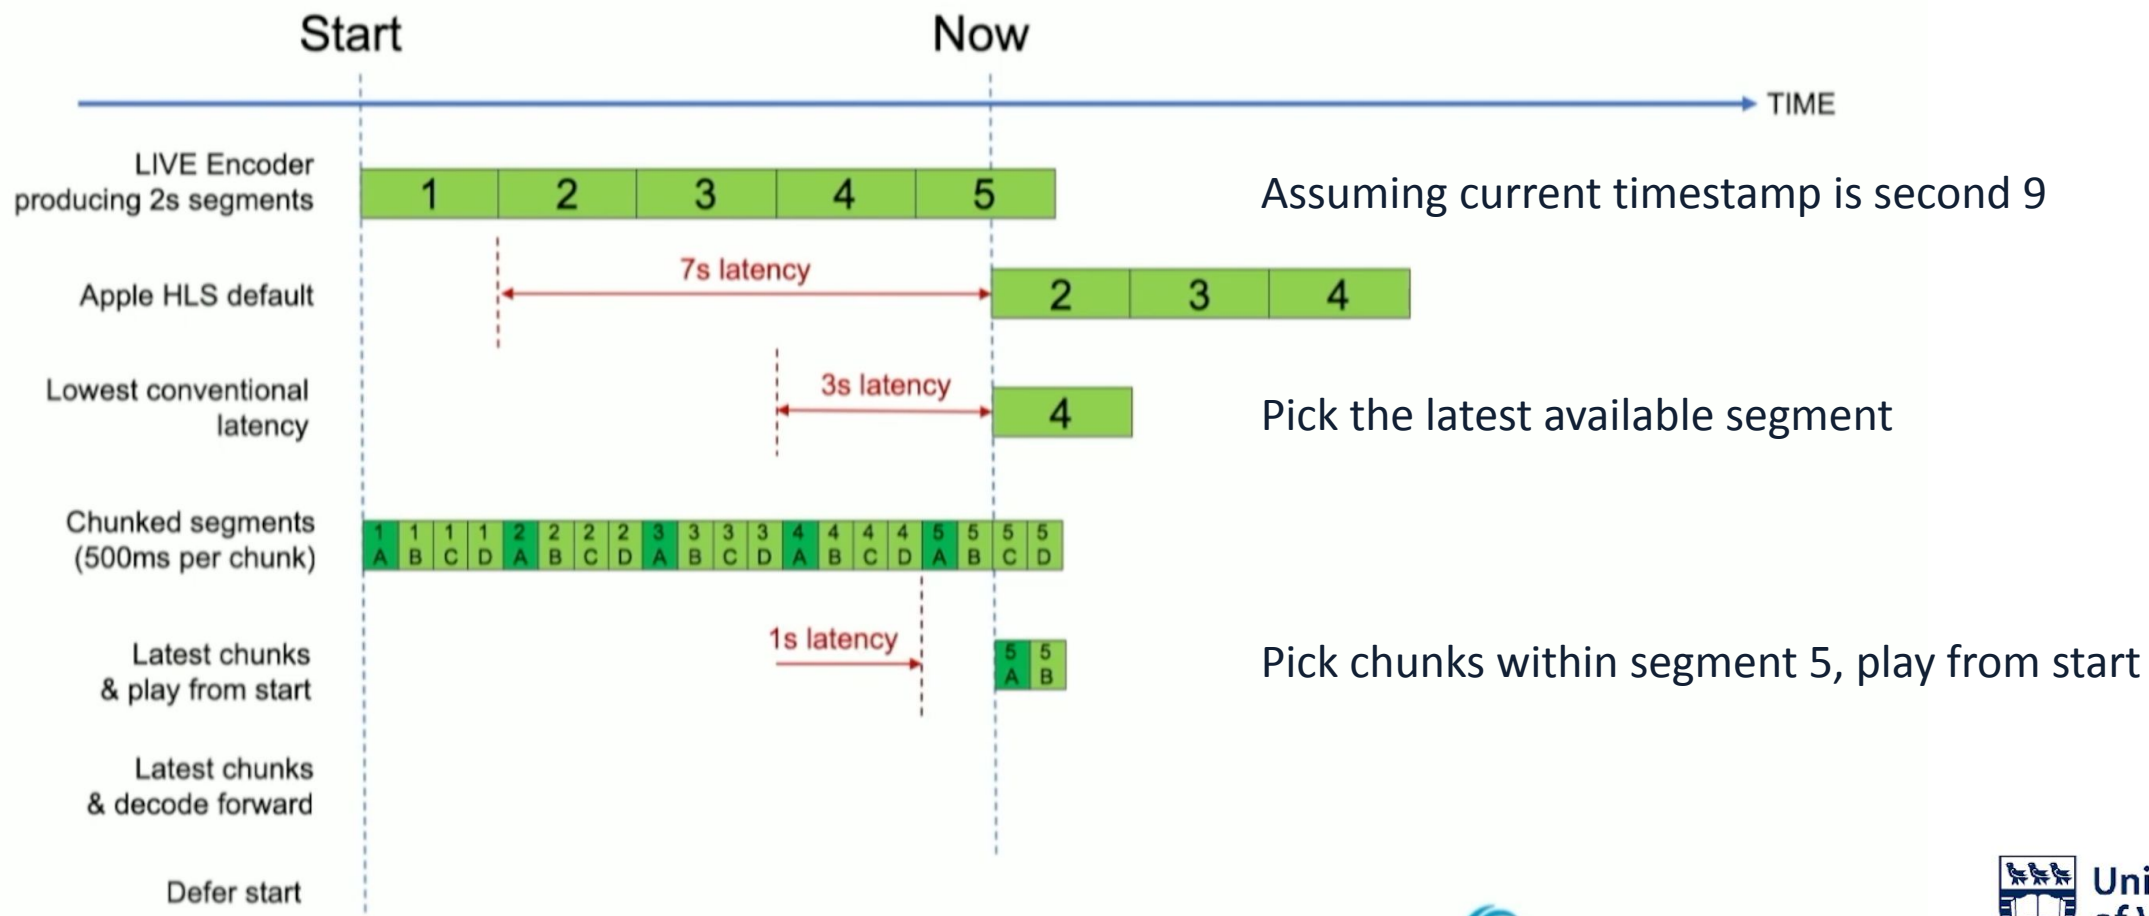 Start
Now
TIME
LIVE Encoder
producing 2s segments
1 2 3 4 5
Assuming current timestamp is second 9
Apple HLS default
7s latency
2 3 4
Lowest conventional
latency
3s latency
4
Pick the latest available segment
Chunked segments
(500ms per chunk)
1 1 1 1 2 2 2 2 3 3 3 3 4 4 4 4 5 5 5 5
A B C D A B C D A B C D A B C D A B C D
Latest chunks
& play from start
1s latency
5 5
A B
Pick chunks within segment 5, play from start
Latest chunks
& decode forward
Defer start